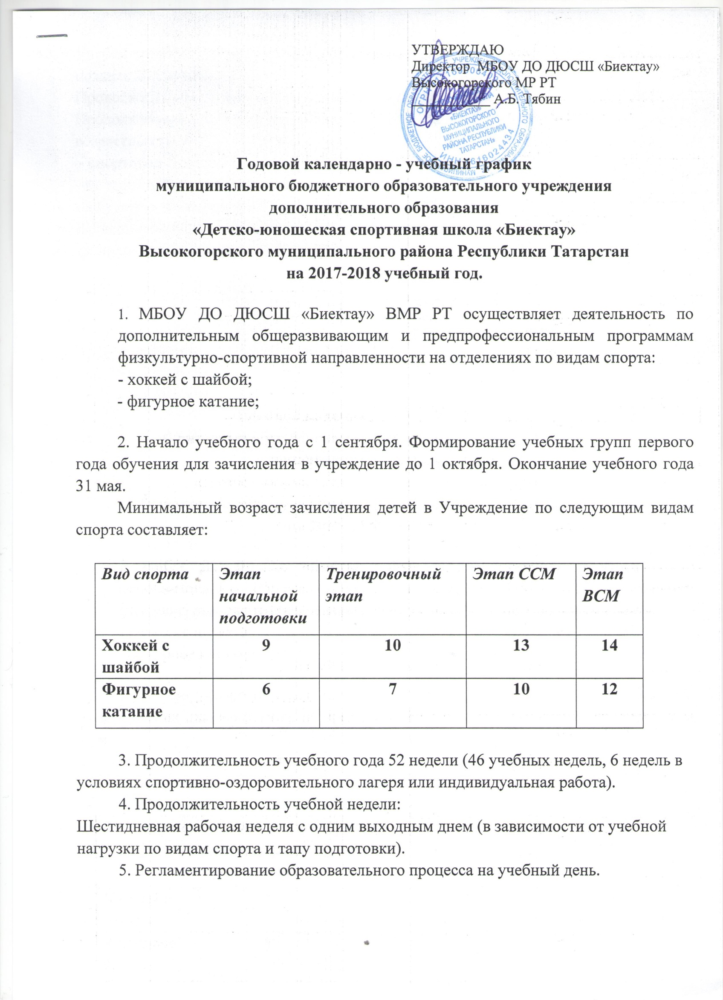 УТВЕРЖДАЮ
Директор МБОУ ДО ДЮСШ «Биектау»
Высокогорского МР РТ
___________ А.Б. Тябин
«БИЕКТАУ»
ВЫСОКОГОРСКОГО
МУНИЦИПАЛЬНОГО
РАЙОНА РЕСПУБЛИКИ
ТАТАРСТАН»
Годовой календарно - учебный график
муниципального бюджетного образовательного учреждения
дополнительного образования
«Детско-юношеская спортивная школа «Биектау»
Высокогорского муниципального района Республики Татарстан
на 2017-2018 учебный год.
1. МБОУ ДО ДЮСШ «Биектау» ВМР РТ осуществляет деятельность по
дополнительным общеразвивающим и предпрофессиональным программам
физкультурно-спортивной направленности на отделениях по видам спорта:
- хоккей с шайбой;
- фигурное катание;
2. Начало учебного года с 1 сентября. Формирование учебных групп первого
года обучения для зачисления в учреждение до 1 октября. Окончание учебного года
31 мая.
Минимальный возраст зачисления детей в Учреждение по следующим видам
спорта составляет:
Вид спорта Этап начальной подготовки Тренировочный этап Этап ССМ Этап ВСМ
Хоккей с шайбой 9 10 13 14
Фигурное катание 6 7 10 12
3. Продолжительность учебного года 52 недели (46 учебных недель, 6 недель в
условиях спортивно-оздоровительного лагеря или индивидуальная работа).
4. Продолжительность учебной недели:
Шестидневная рабочая неделя с одним выходным днем (в зависимости от учебной
нагрузки по видам спорта и тапу подготовки).
5. Регламентирование образовательного процесса на учебный день.